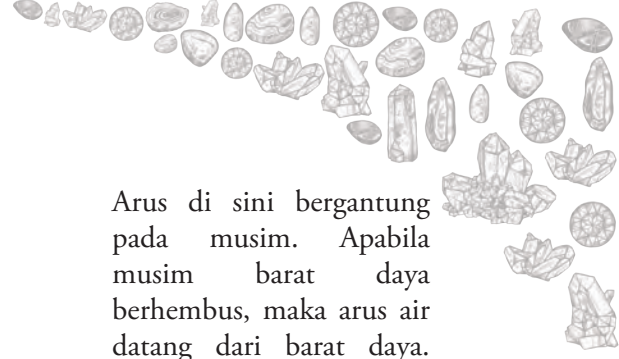 Arus di sini bergantung
pada musim. Apabila
musim barat daya
berhembus, maka arus air
datang dari barat daya.